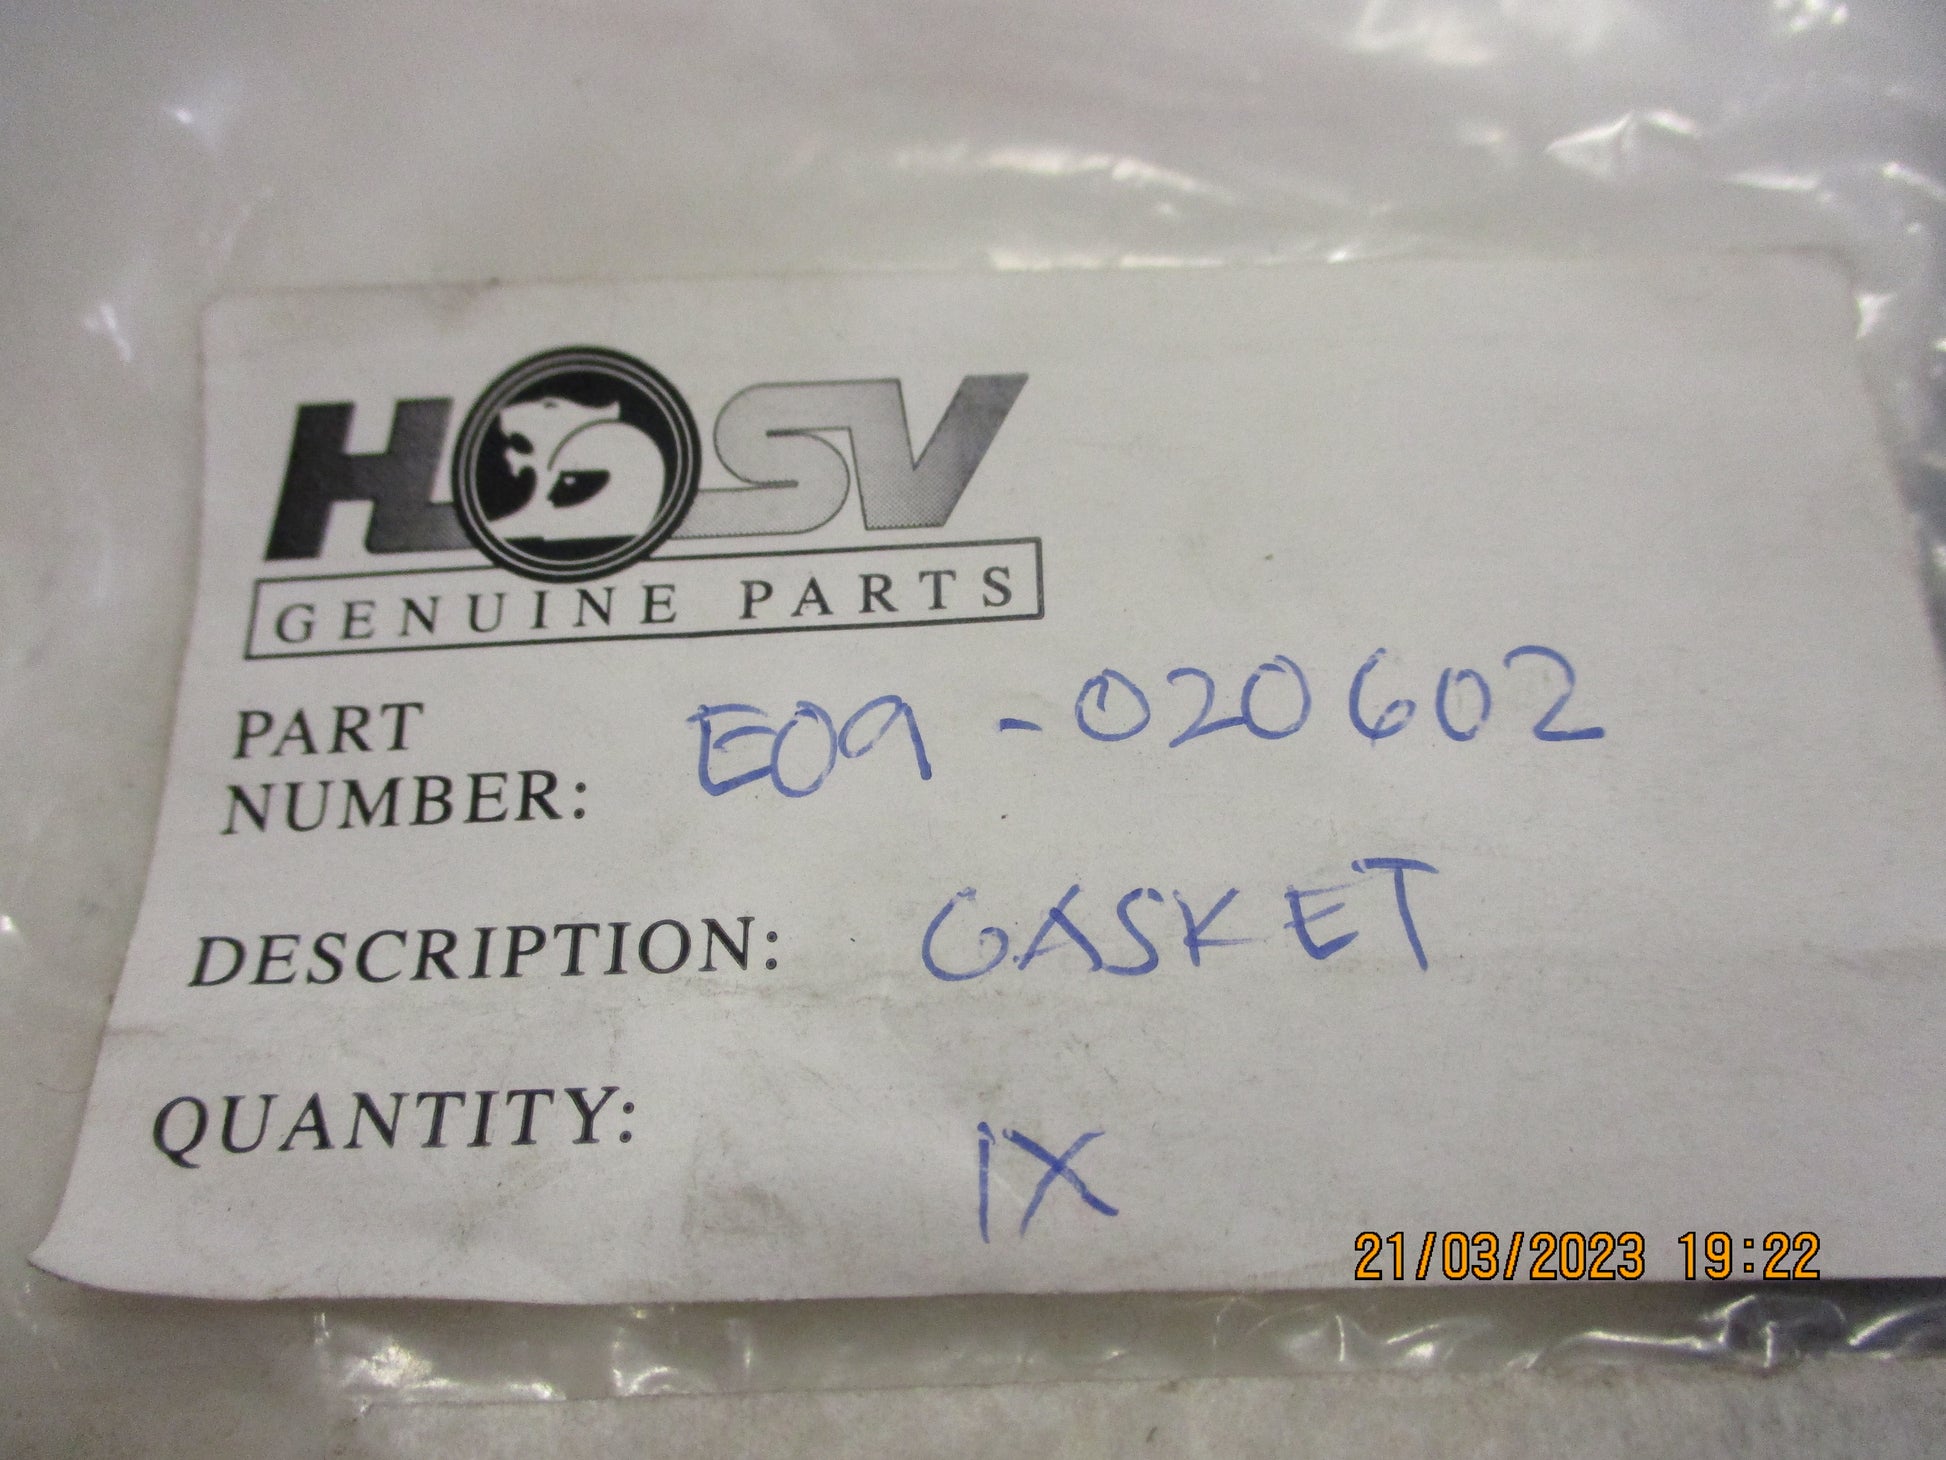 HSV
GENUINE PARTS
PART
NUMBER: E09-020602
DESCRIPTION: GASKET
QUANTITY: 1X
21/03/2023 19:22